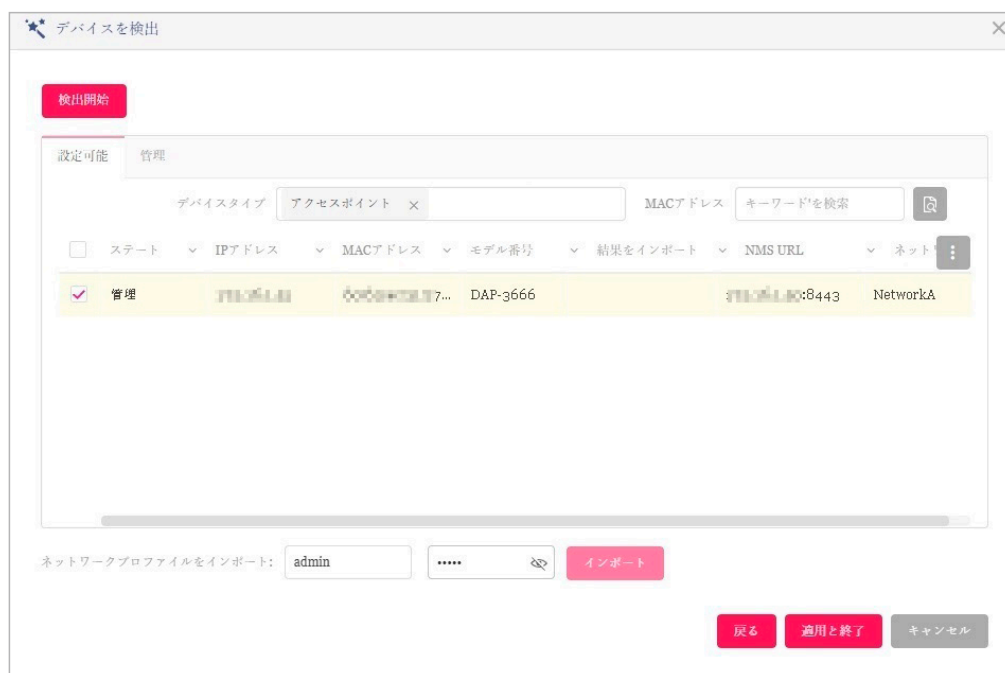 デバイスを検出
検出開始
設定可能 管理
デバイスタイプ アクセスポイント × MACアドレス キーワード'を検索
ステート IPアドレス MACアドレス モデル番号 結果をインポート NMS URL
管理 7... DAP-3666 :8443 NetworkA
ネットワークプロファイルをインポート: admin ••••• インポート
戻る 適用と終了 キャンセル